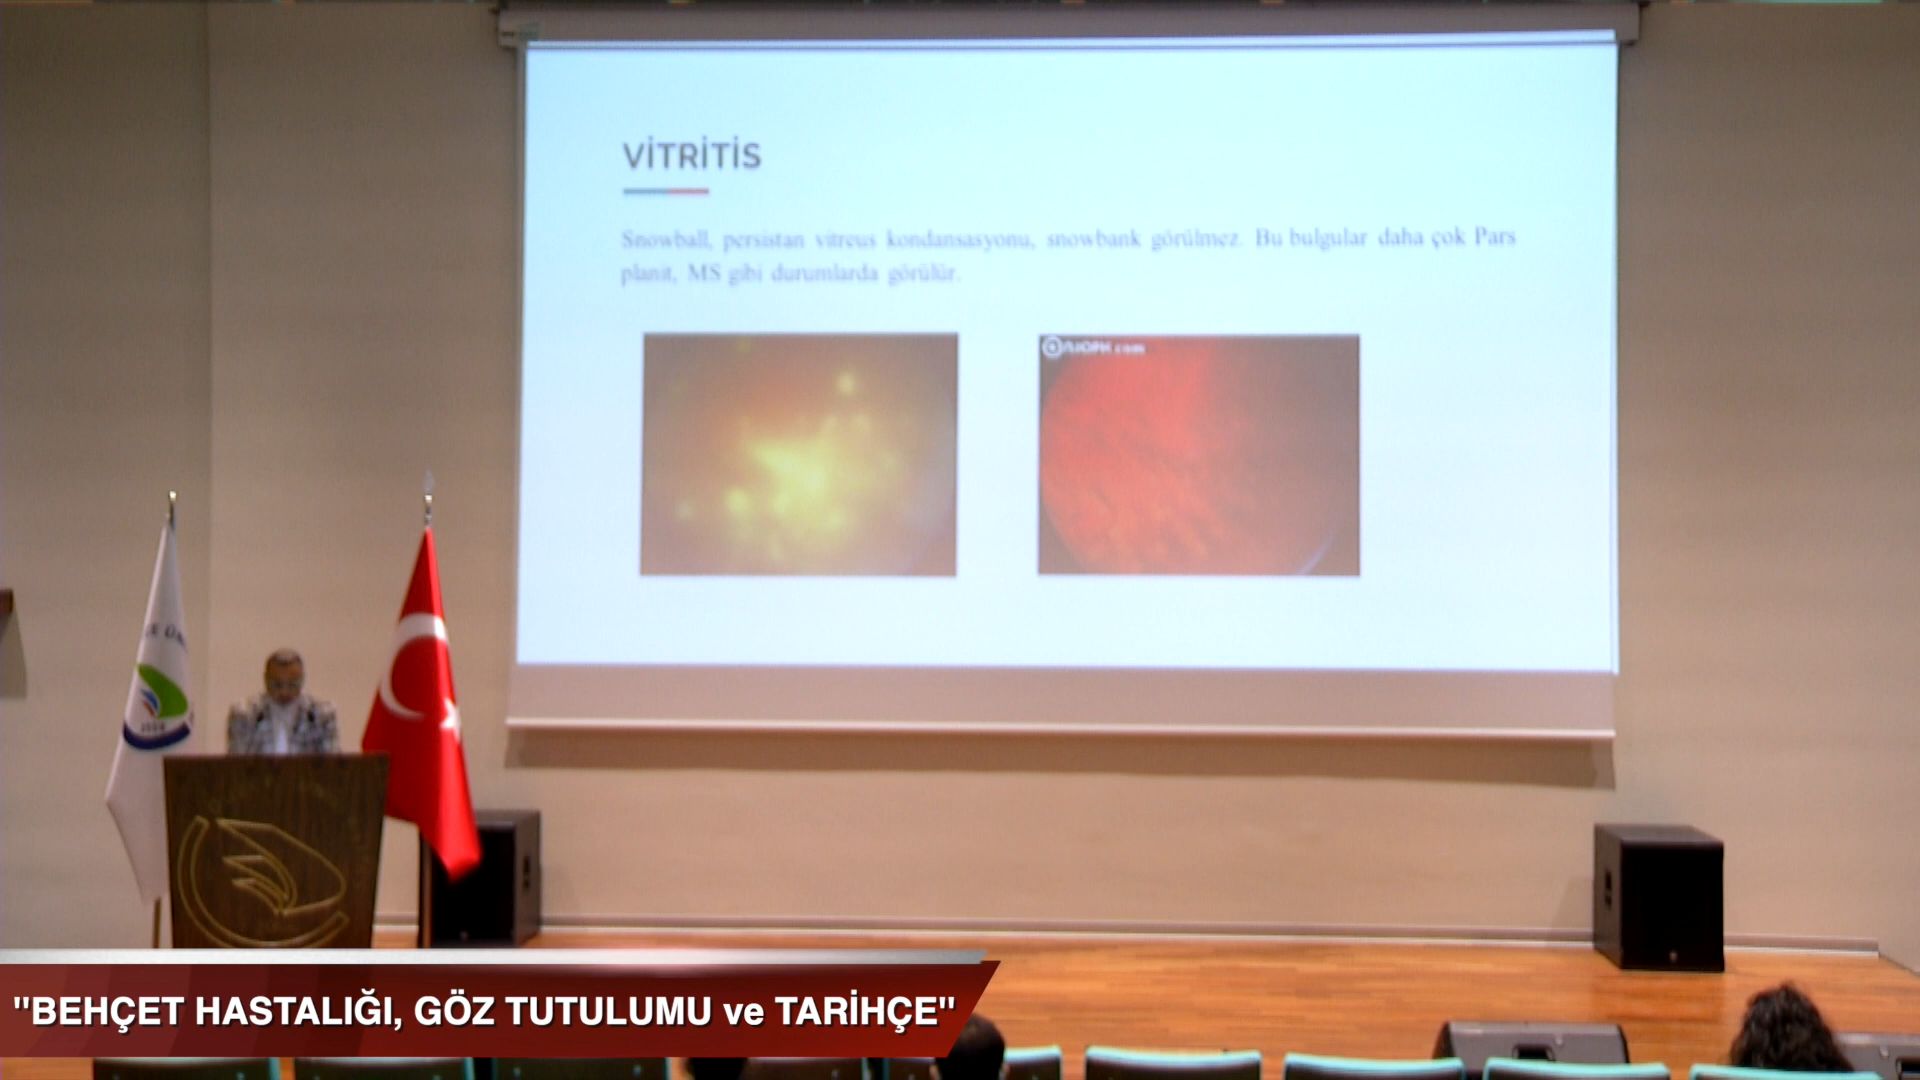 VİTRİTİS
Snowball, persistan vitreus kondansasyonu, snowbank görülmez. Bu bulgular daha çok Pars
planit, MS gibi durumlarda görülür.
"BEHÇET HASTALIĞI, GÖZ TUTULUMU ve TARİHÇE"